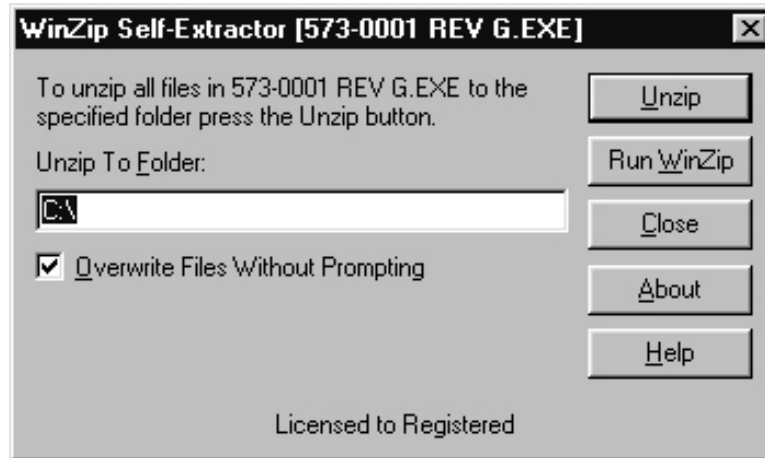 WinZip Self-Extractor [573-0001 REV G.EXE]
To unzip all files in 573-0001 REV G.EXE to the
specified folder press the Unzip button.
Unzip To Folder:
C:\
Overwrite Files Without Prompting
Unzip
Run WinZip
Close
About
Help
Licensed to Registered